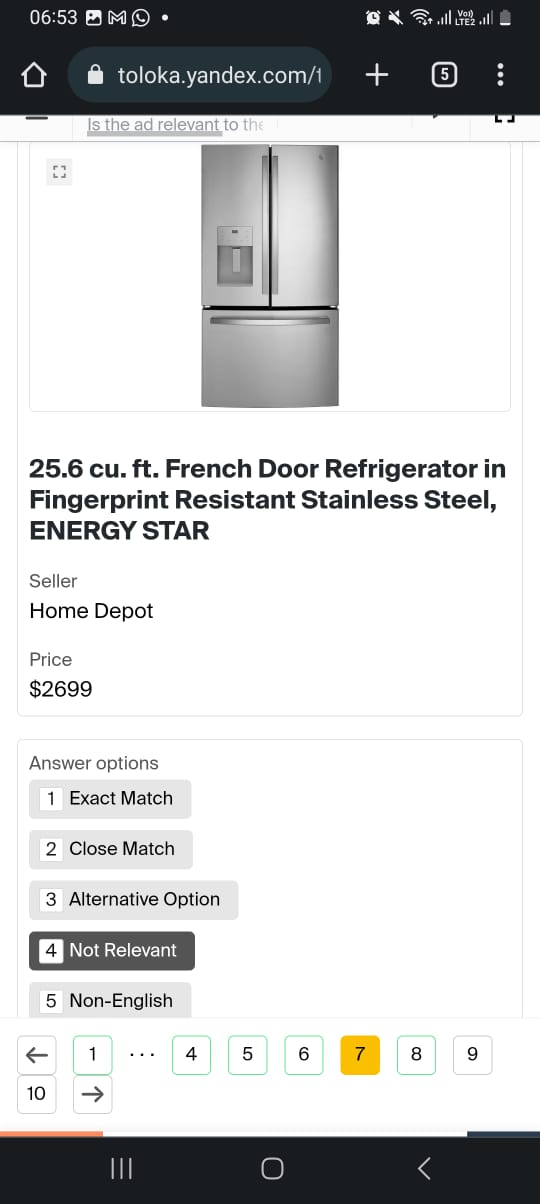 06:53
Vo))
LTE2
toloka.yandex.com/t
5
Is the ad relevant to the
25.6 cu. ft. French Door Refrigerator in
Fingerprint Resistant Stainless Steel,
ENERGY STAR
Seller
Home Depot
Price
$2699
Answer options
1 Exact Match
2 Close Match
3 Alternative Option
4 Not Relevant
5 Non-English
1 ... 4 5 6 7 8 9
10